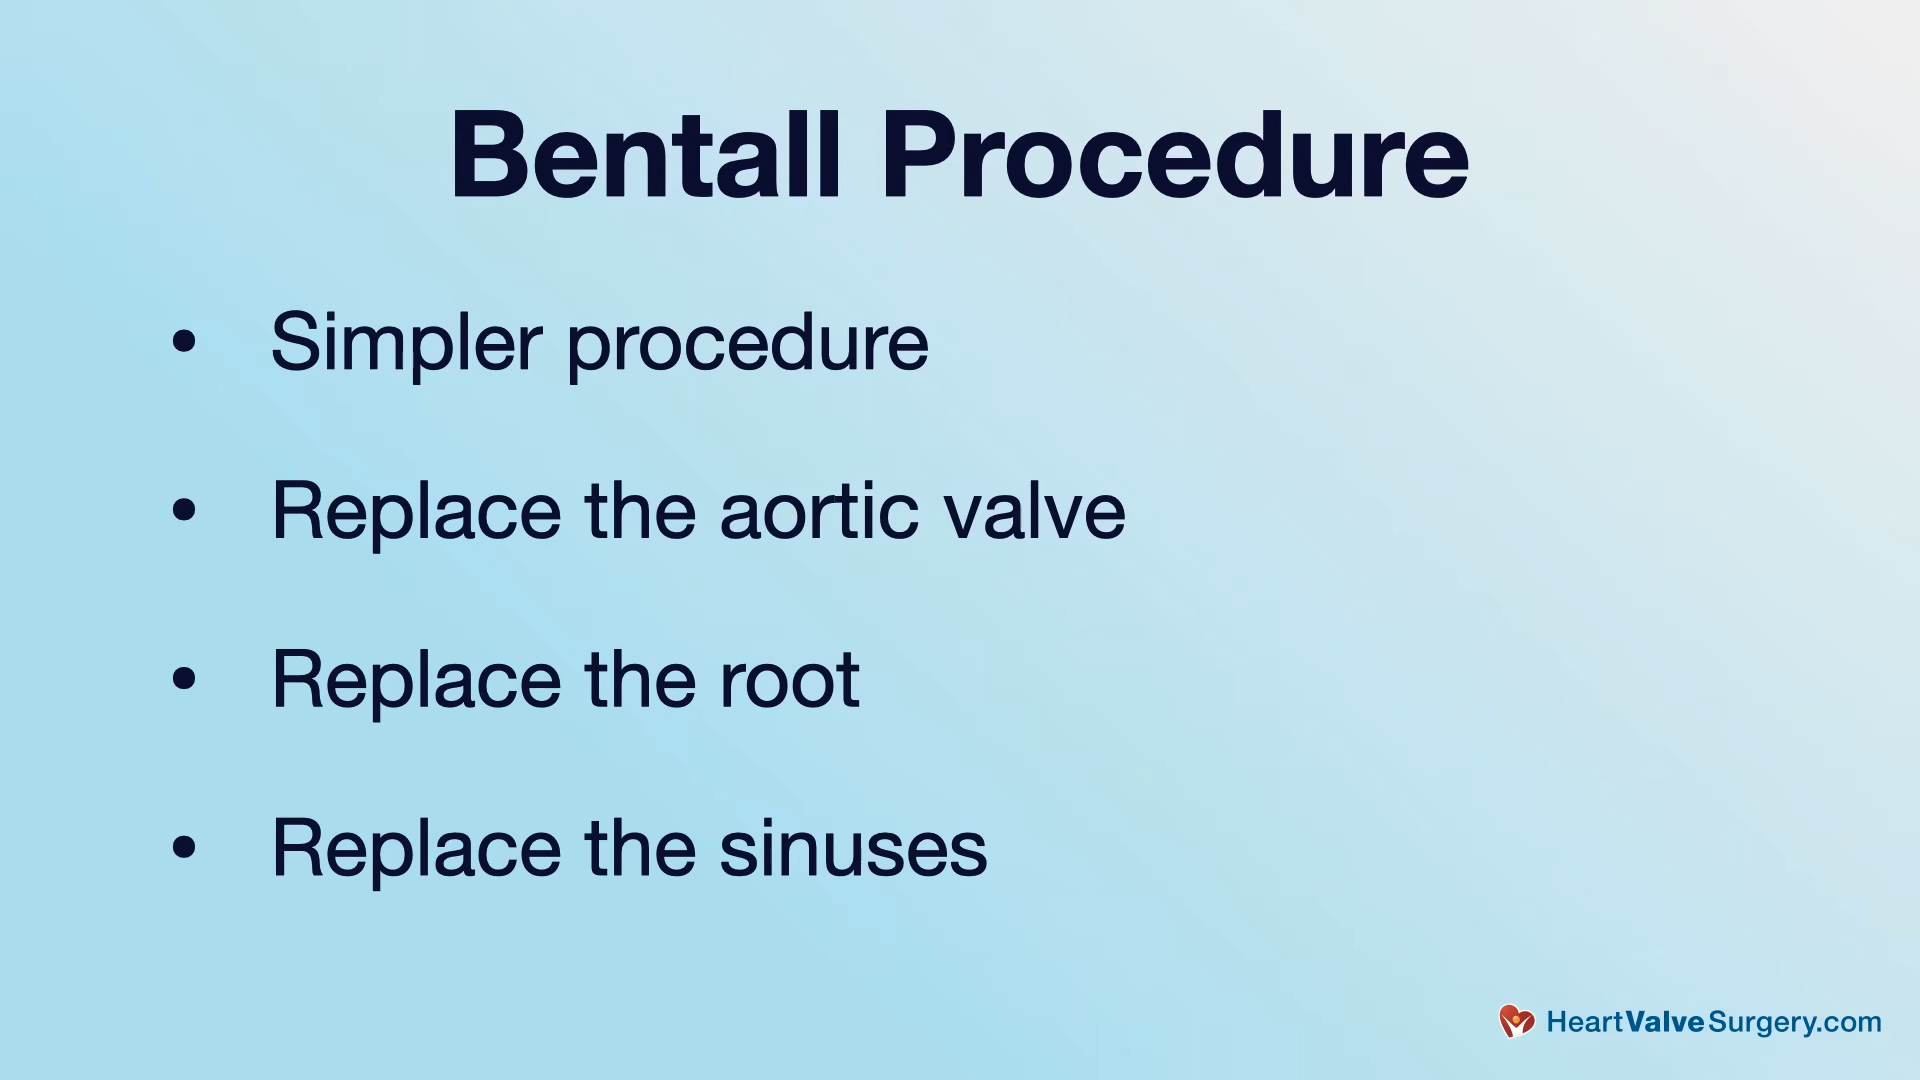 Bentall Procedure
• Simpler procedure
• Replace the aortic valve
• Replace the root
• Replace the sinuses
HeartValveSurgery.com